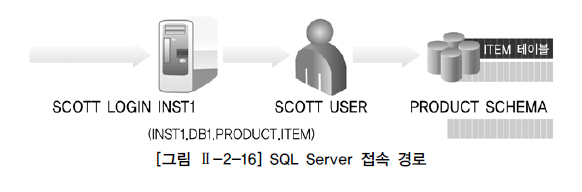 ITEM 테이블
SCOTT LOGIN INST1 SCOTT USER PRODUCT SCHEMA
(INST1.DB1.PRODUCT.ITEM)
[그림 Ⅱ-2-16] SQL Server 접속 경로